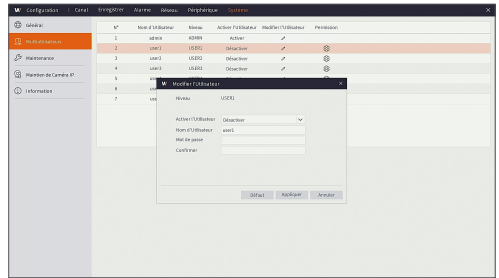 W Configuration | Canal Enregistrer Alarme Réseau Périphérique Système ×
Général
Multiutilisateur
Maintenance
Maintien de Caméra IP
Information
N° Nom d'Utilisateur Niveau Activer l'Utilisateur Modifier l'Utilisateur Permission
1 admin ADMIN Activer
2 user1 USER1 Désactiver
3 user2 USER2 Désactiver
4 user3 USER3 Désactiver
5
6 use
7 use
W Modifier l'Utilisateur ×
Niveau USER1
Activer l'Utilisateur Désactiver
Nom d'Utilisateur user1
Mot de passe
Confirmer
Défaut Appliquer Annuler